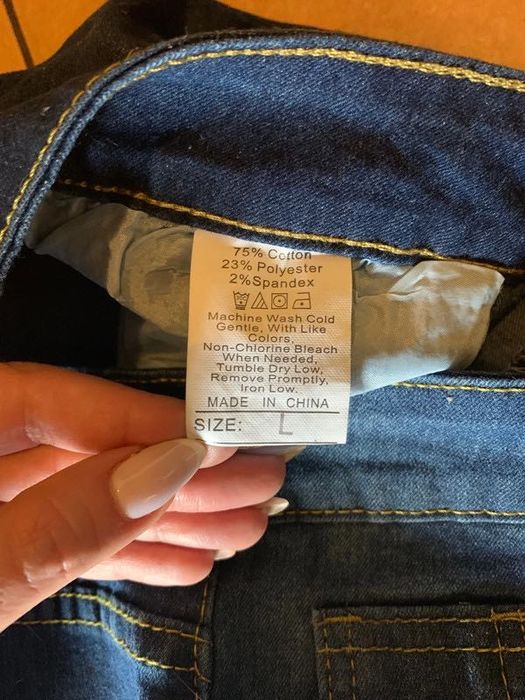 75% Cotton
23% Polyester
2%Spandex
Machine Wash Cold
Gentle, With Like
Colors,
Non-Chlorine Bleach
When Needed,
Tumble Dry Low,
Remove Promptly,
Iron Low.
MADE IN CHINA
SIZE: L